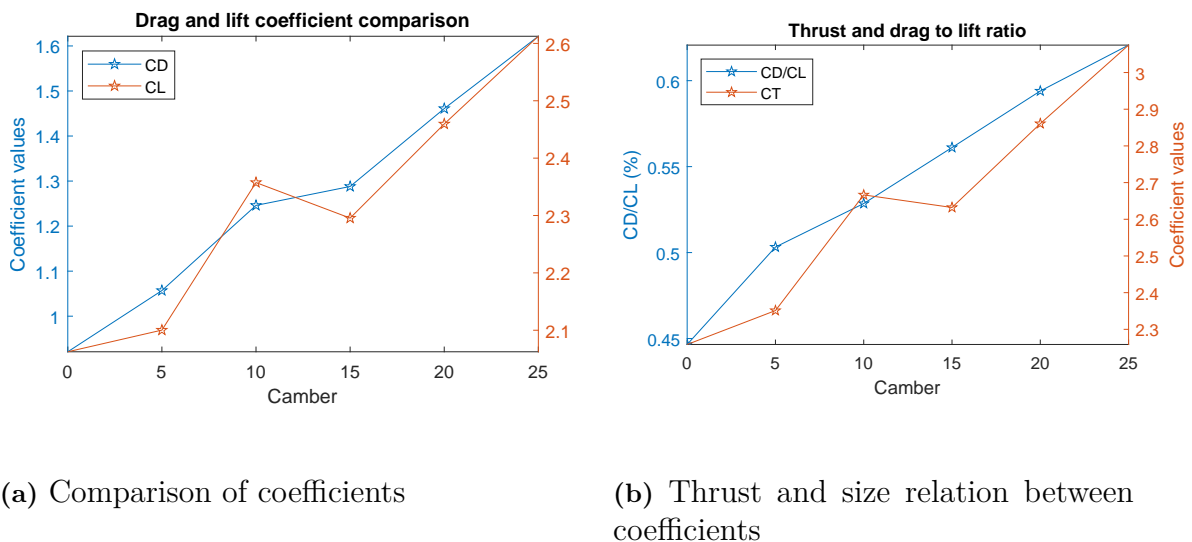 Drag and lift coefficient comparison
CD
CL
Coefficient values
1.6
1.5
1.4
1.3
1.2
1.1
1
2.6
2.5
2.4
2.3
2.2
2.1
0 5 10 15 20 25
Camber
Thrust and drag to lift ratio
CD/CL
CT
CD/CL (%)
0.6
0.55
0.5
0.45
3
2.9
2.8
2.7
2.6
2.5
2.4
2.3
Coefficient values
0 5 10 15 20 25
Camber
(a) Comparison of coefficients
(b) Thrust and size relation between
coefficients